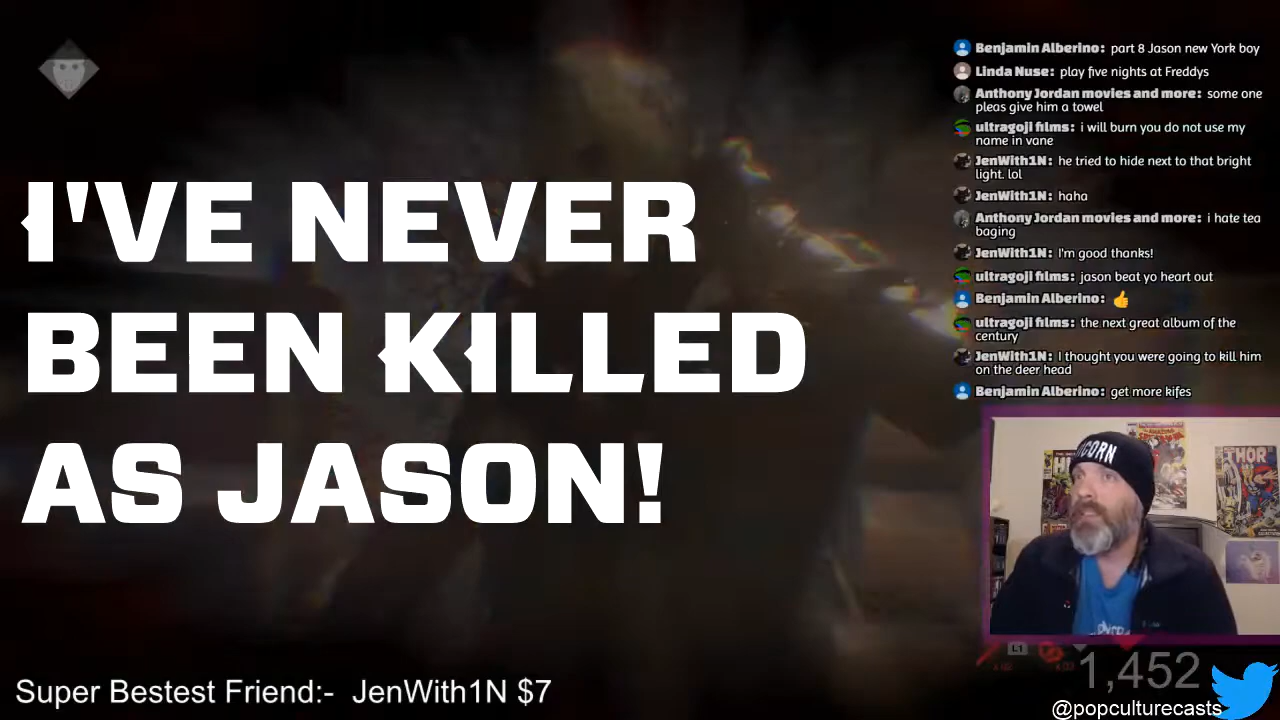 I'VE NEVER
BEEN KILLED
AS JASON!
Benjamin Alberino: part 8 Jason new York boy
Linda Nuse: play five nights at Freddys
Anthony Jordan movies and more: some one
pleas give him a towel
ultragoji films: i will burn you do not use my
name in vane
JenWith1N: he tried to hide next to that bright
light. lol
JenWith1N: haha
Anthony Jordan movies and more: i hate tea
baging
JenWith1N: I'm good thanks!
ultragoji films: jason beat yo heart out
Benjamin Alberino: 👍
ultragoji films: the next great album of the
century
JenWith1N: I thought you were going to kill him
on the deer head
Benjamin Alberino: get more kifes
THOR
L1
1,452
@popculturecasts
Super Bestest Friend:- JenWith1N $7